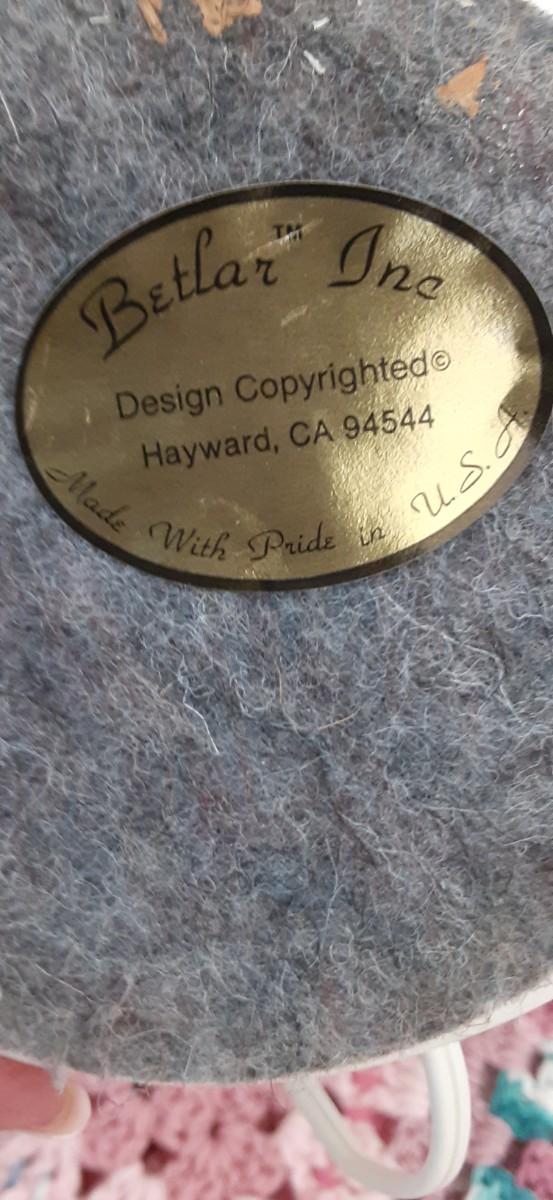 Betlar™ Inc
Design Copyrighted©
Hayward, CA 94544
Made With Pride in U.S.A.